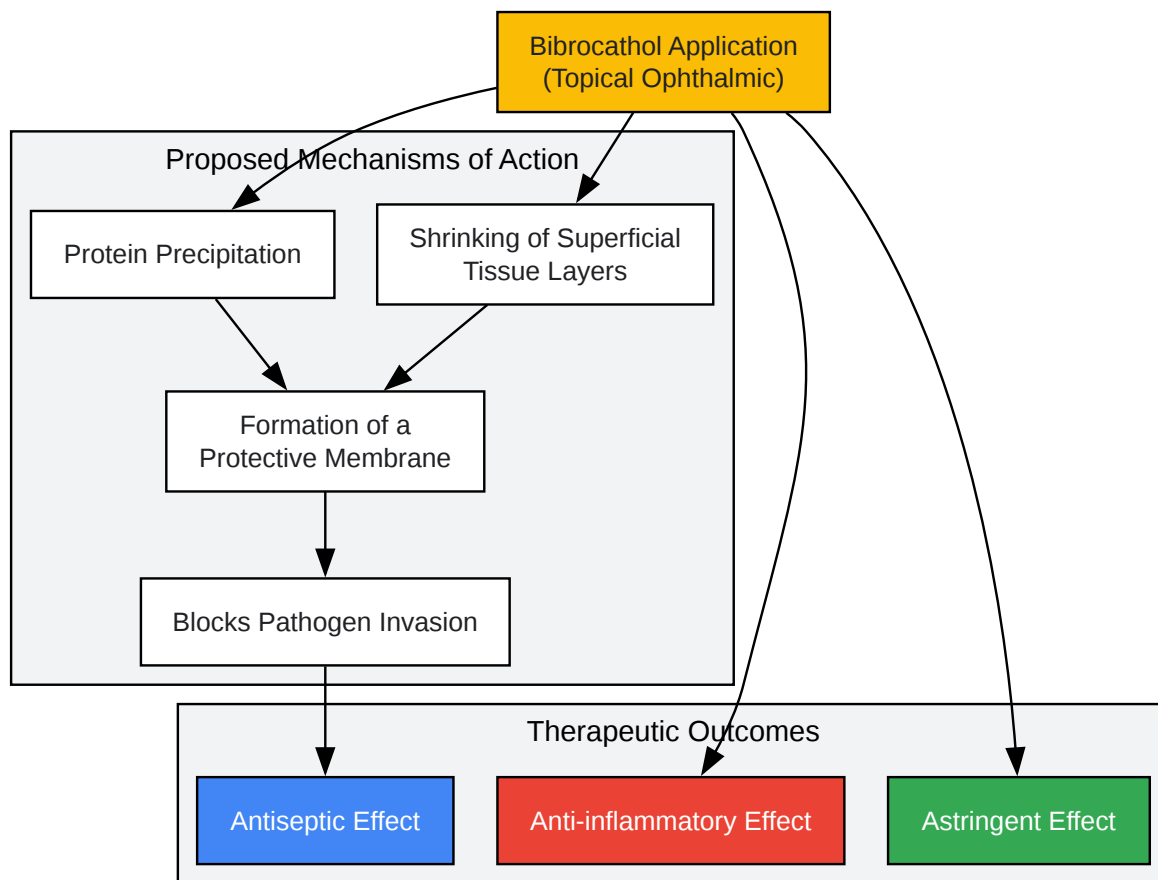 Bibrocathol Application
(Topical Ophthalmic)
Proposed Mechanisms of Action
Protein Precipitation
Shrinking of Superficial
Tissue Layers
Formation of a
Protective Membrane
Blocks Pathogen Invasion
Therapeutic Outcomes
Antiseptic Effect
Anti-inflammatory Effect
Astringent Effect